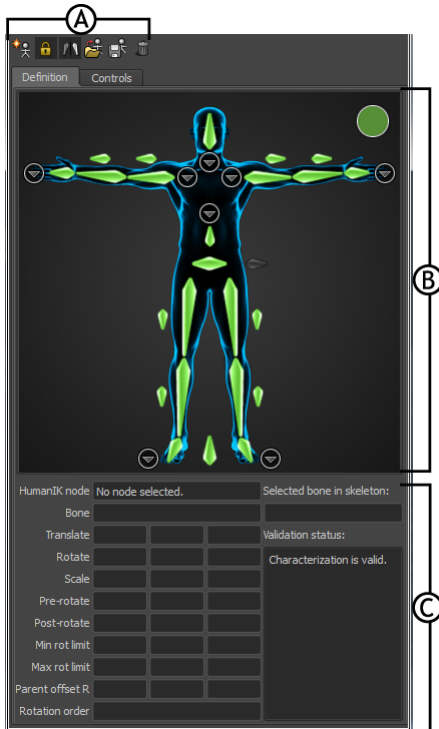 A
Definition Controls
B
HumanIK node No node selected. Selected bone in skeleton:
Bone
Translate Validation status:
Rotate Characterization is valid.
Scale
Pre-rotate
Post-rotate
C
Min rot limit
Max rot limit
Parent offset R
Rotation order